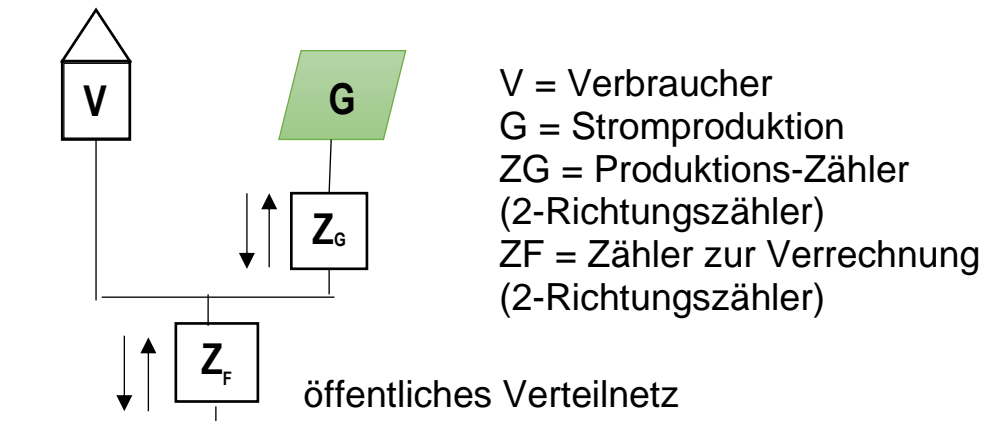 V
G
V = Verbraucher
G = Stromproduktion
ZG = Produktions-Zähler
(2-Richtungszähler)
ZF = Zähler zur Verrechnung
(2-Richtungszähler)
ZG
ZF
öffentliches Verteilnetz